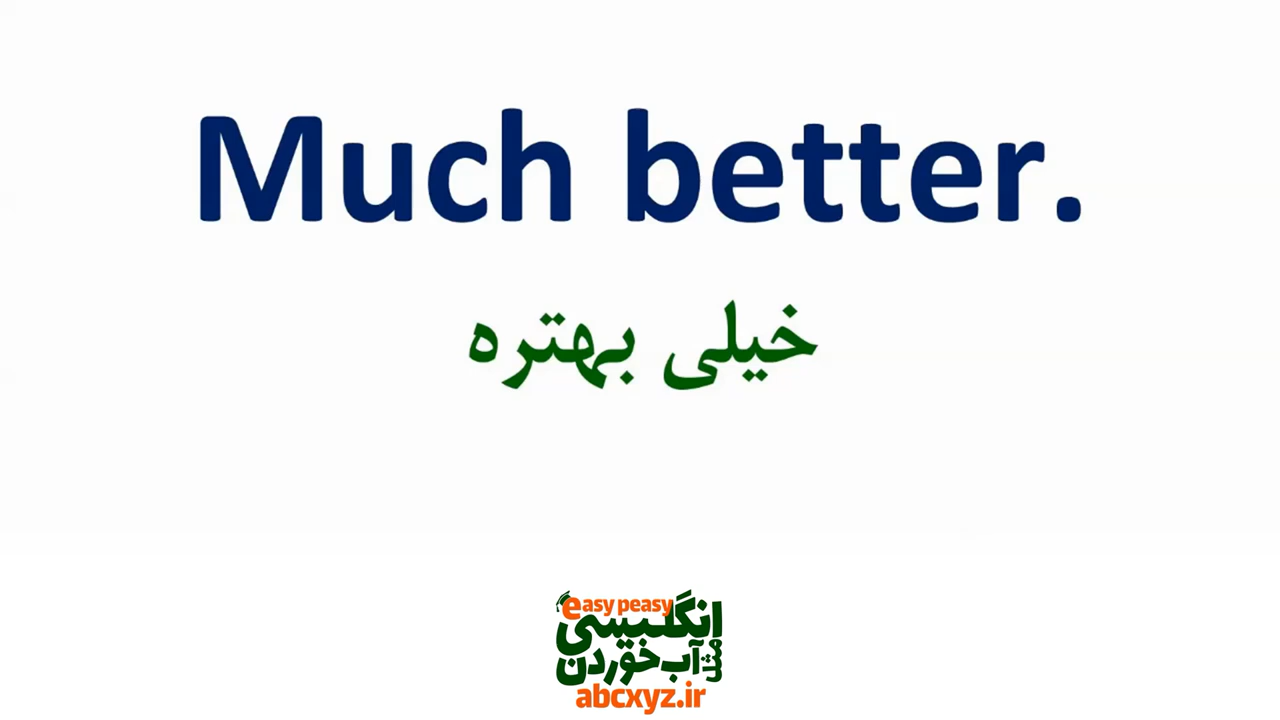 Much better.
خیلی بهتره
easy peasy
انگلیسی
مثل آب خوردن
abcxyz.ir